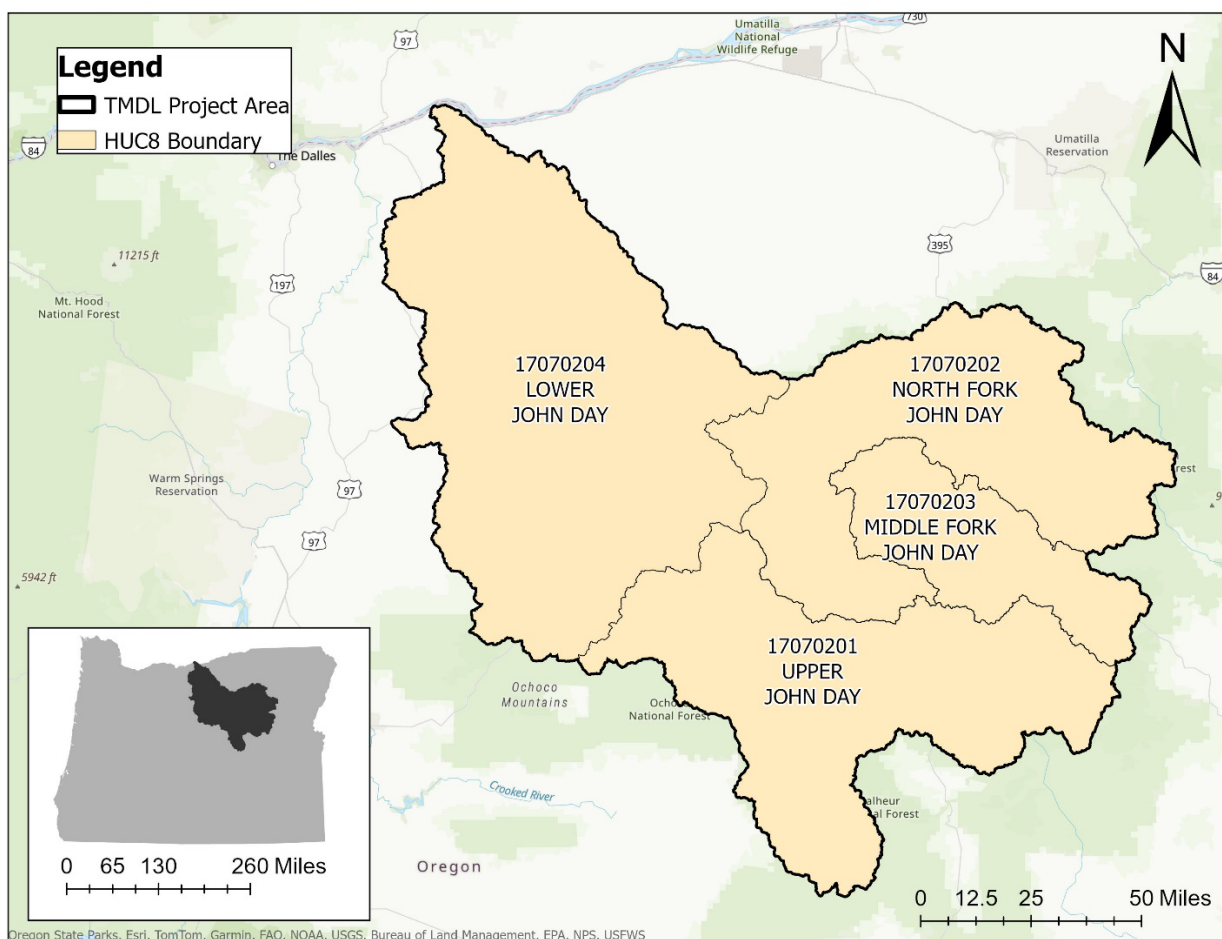 Legend
TMDL Project Area
HUC8 Boundary
N
97
730
Umatilla
National
Wildlife Refuge
84
The Dalles
Umatilla
Reservation
395
84
11215 ft
197
Mt. Hood
National Forest
17070204
LOWER
JOHN DAY
17070202
NORTH FORK
JOHN DAY
Warm Springs
Reservation
97
17070203
MIDDLE FORK
JOHN DAY
9
97
5942 ft
17070201
UPPER
JOHN DAY
Ochoco
Mountains
National Forest
Crooked River
Oregon
0 65 130 260 Miles
0 12.5 25 50 Miles
Oregon State Parks, Esri, TomTom, Garmin, FAO, NOAA, USGS, Bureau of Land Management, EPA, NPS, USFWS